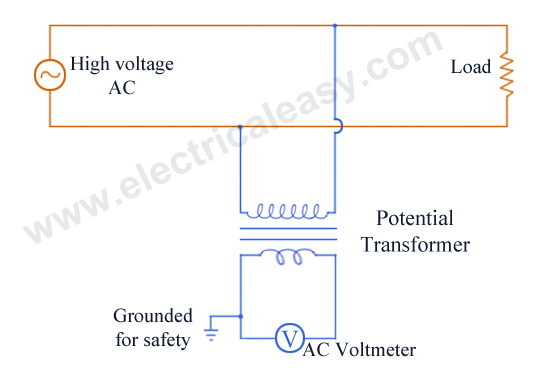 High voltage
AC
Load
www.electricaleasy.com
Potential
Transformer
Grounded
for safety
V
AC Voltmeter